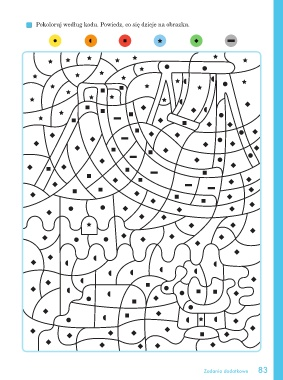 Pokoloruj według kodu. Powiedz, co się dzieje na obrazku.
Zadania dodatkowe 83